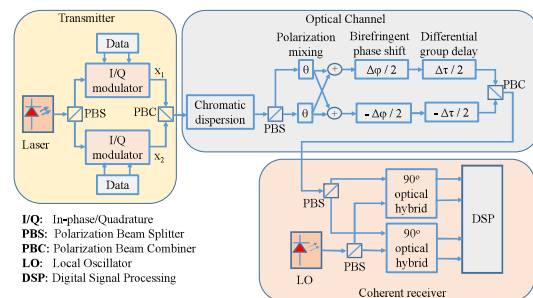 Transmitter
Data
I/Q
modulator
x1
Laser
PBS
PBC
I/Q
modulator
x2
Data
Optical Channel
Chromatic
dispersion
Polarization
mixing
PBS
θ
θ
+
+
Birefringent
phase shift
Δφ / 2
- Δφ / 2
Differential
group delay
Δτ / 2
- Δτ / 2
PBC
PBS
90o
optical
hybrid
90o
optical
hybrid
DSP
LO
PBS
Coherent receiver
I/Q: In-phase/Quadrature
PBS: Polarization Beam Splitter
PBC: Polarization Beam Combiner
LO: Local Oscillator
DSP: Digital Signal Processing